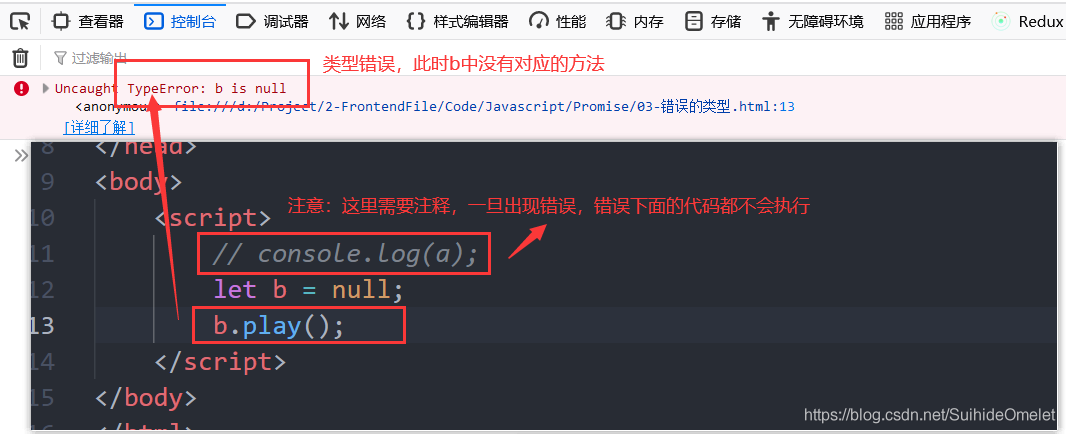 查看器 控制台 调试器 网络 样式编辑器 性能 内存 存储 无障碍环境 应用程序 Redux
过滤输出
类型错误，此时b中没有对应的方法
Uncaught TypeError: b is null
<anonymous> file:///d:/Project/2-FrontendFile/Code/Javascript/Promise/03-错误的类型.html:13
[详细了解]
8 </head>
9 <body>
注意：这里需要注释，一旦出现错误，错误下面的代码都不会执行
10 <script>
11 // console.log(a);
12 let b = null;
13 b.play();
14 </script>
15 </body>
</html>
https://blog.csdn.net/SuihideOmelet